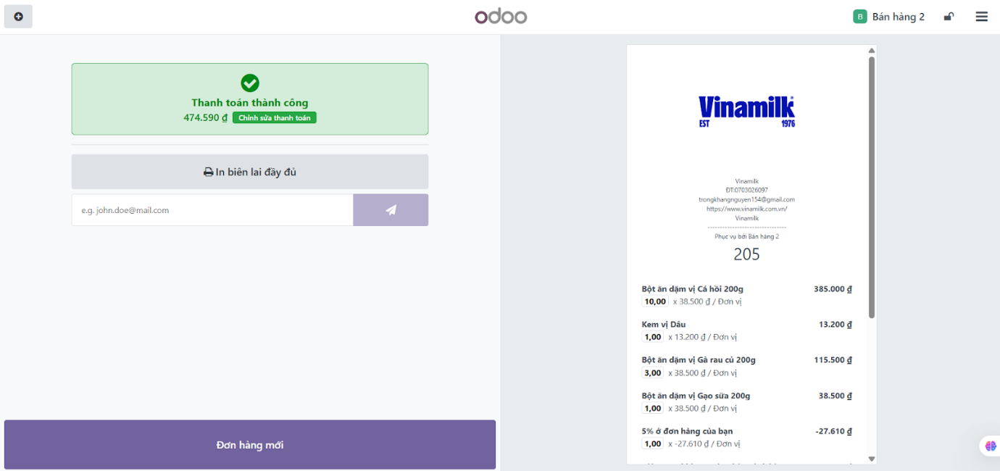 odoo
B Bán hàng 2
Thanh toán thành công
474.590 ₫ Chỉnh sửa thanh toán
In biên lai đầy đủ
e.g. john.doe@mail.com
Đơn hàng mới
Vinamilk
EST 1976
Vinamilk
ĐT:0703026097
trongkhangnguyen154@gmail.com
https://www.vinamilk.com.vn/
Vinamilk
--------------------------------
Phục vụ bởi Bán hàng 2
205
Bột ăn dặm vị Cá hồi 200g 385.000 ₫
10,00 x 38.500 ₫ / Đơn vị
Kem vị Dâu 13.200 ₫
1,00 x 13.200 ₫ / Đơn vị
Bột ăn dặm vị Gà rau củ 200g 115.500 ₫
3,00 x 38.500 ₫ / Đơn vị
Bột ăn dặm vị Gạo sữa 200g 38.500 ₫
1,00 x 38.500 ₫ / Đơn vị
5% ở đơn hàng của bạn -27.610 ₫
1,00 x -27.610 ₫ / Đơn vị